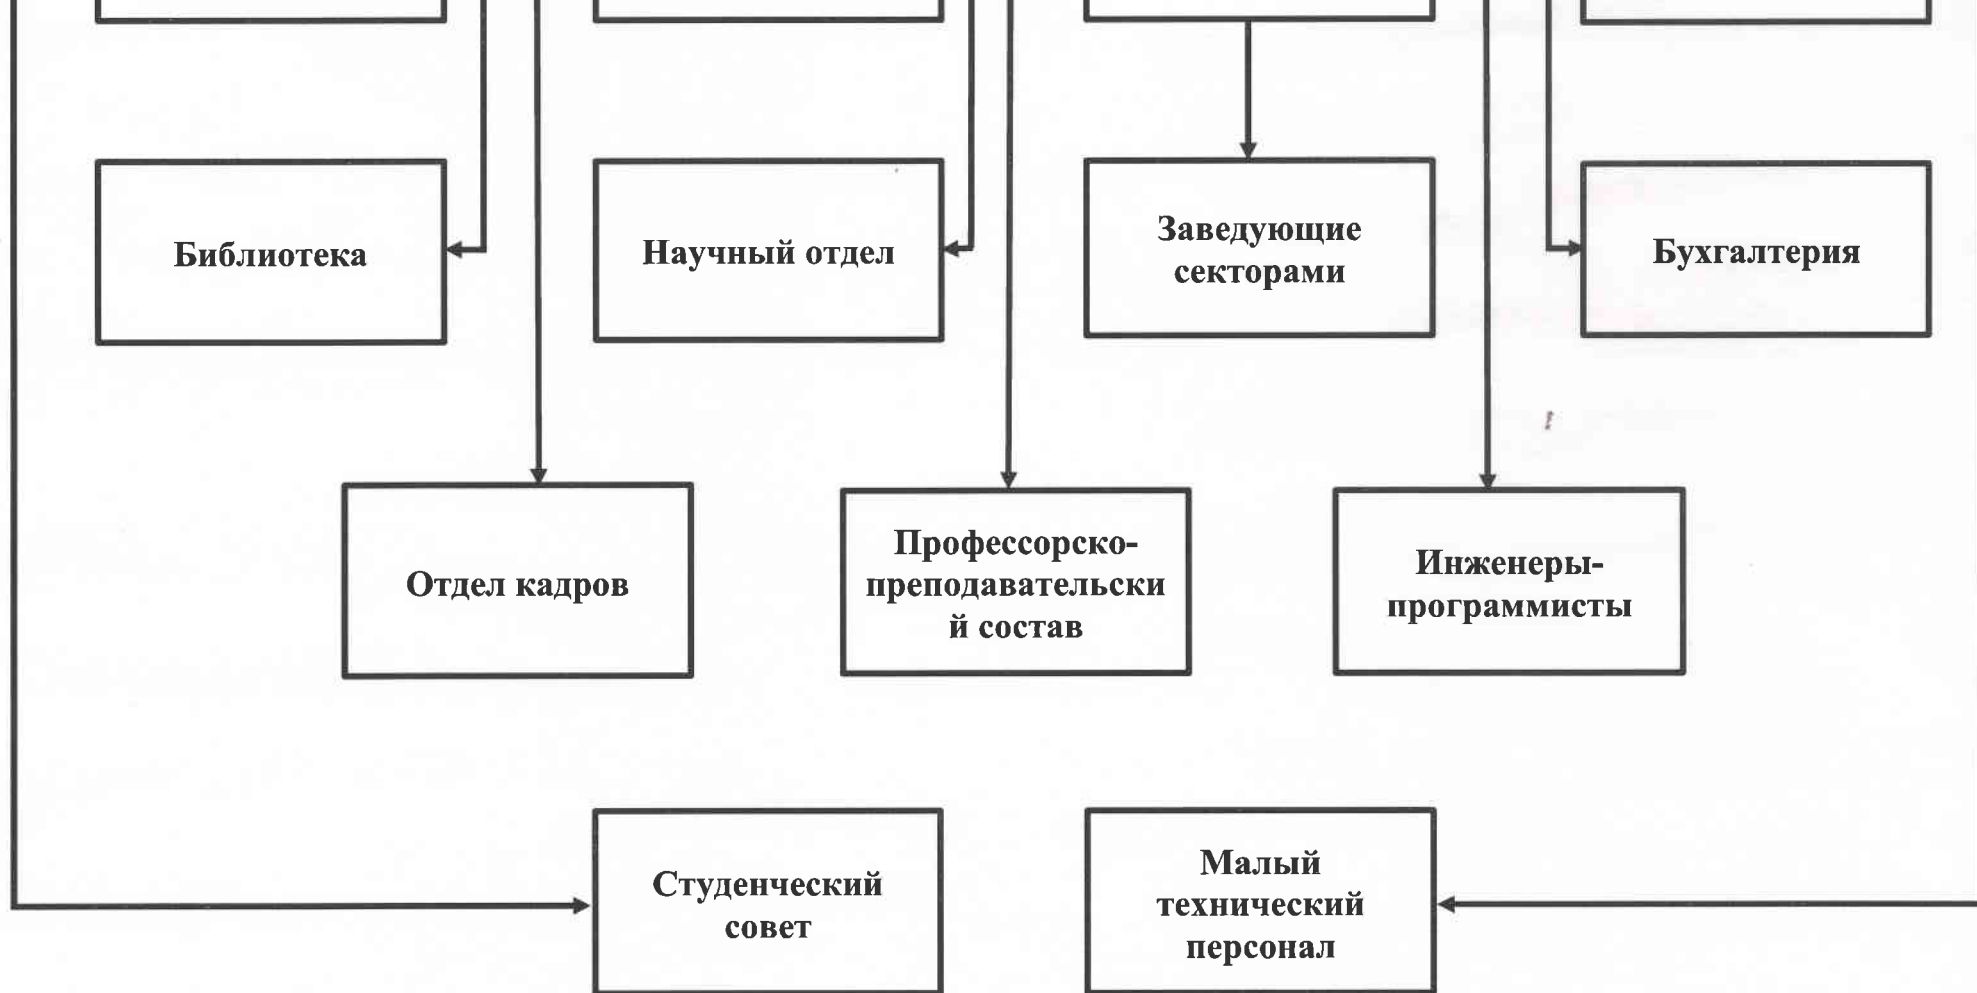 Библиотека
Научный отдел
Заведующие
секторами
Бухгалтерия
Отдел кадров
Профессорско-
преподавательски
й состав
Инженеры-
программисты
Студенческий
совет
Малый
технический
персонал